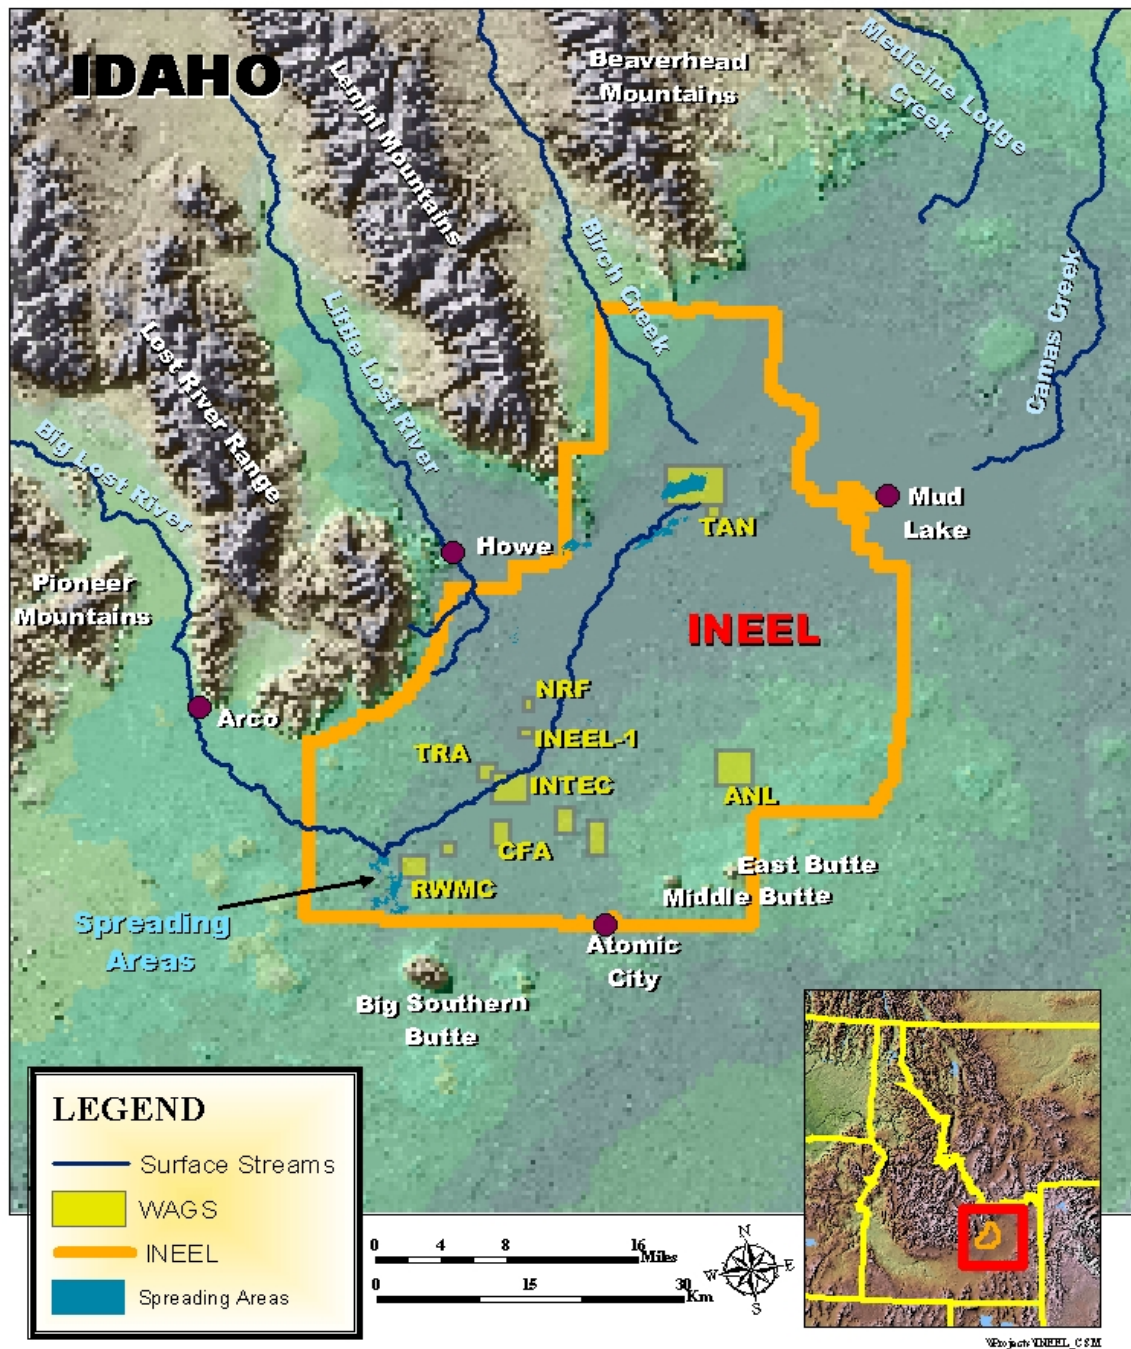 IDAHO
Beaverhead
Mountains
Medicine Lodge
Creek
Lemhi Mountains
Birch Creek
Camas Creek
Little Lost River
Lost River Range
Big Lost River
Mud
Lake
TAN
Howe
Pioneer
Mountains
INEEL
NRF
Arco
INEEL-1
TRA
INTEC
ANL
CFA
East Butte
RWMC
Middle Butte
Spreading
Areas
Atomic
City
Big Southern
Butte
LEGEND
Surface Streams
WAGS
INEEL
Spreading Areas
0 4 8 16
Miles
0 15 30
Km
N
W E
S
\Projects\INEEL_CSM